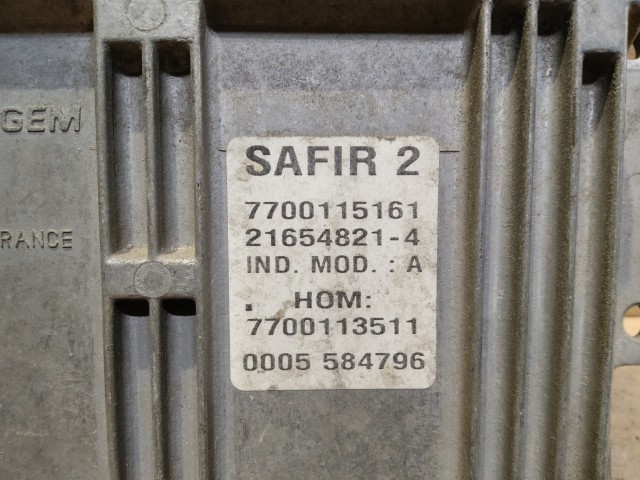 GEM
RANCE
SAFIR 2
7700115161
21654821-4
IND. MOD. : A
. HOM:
7700113511
0005 584796